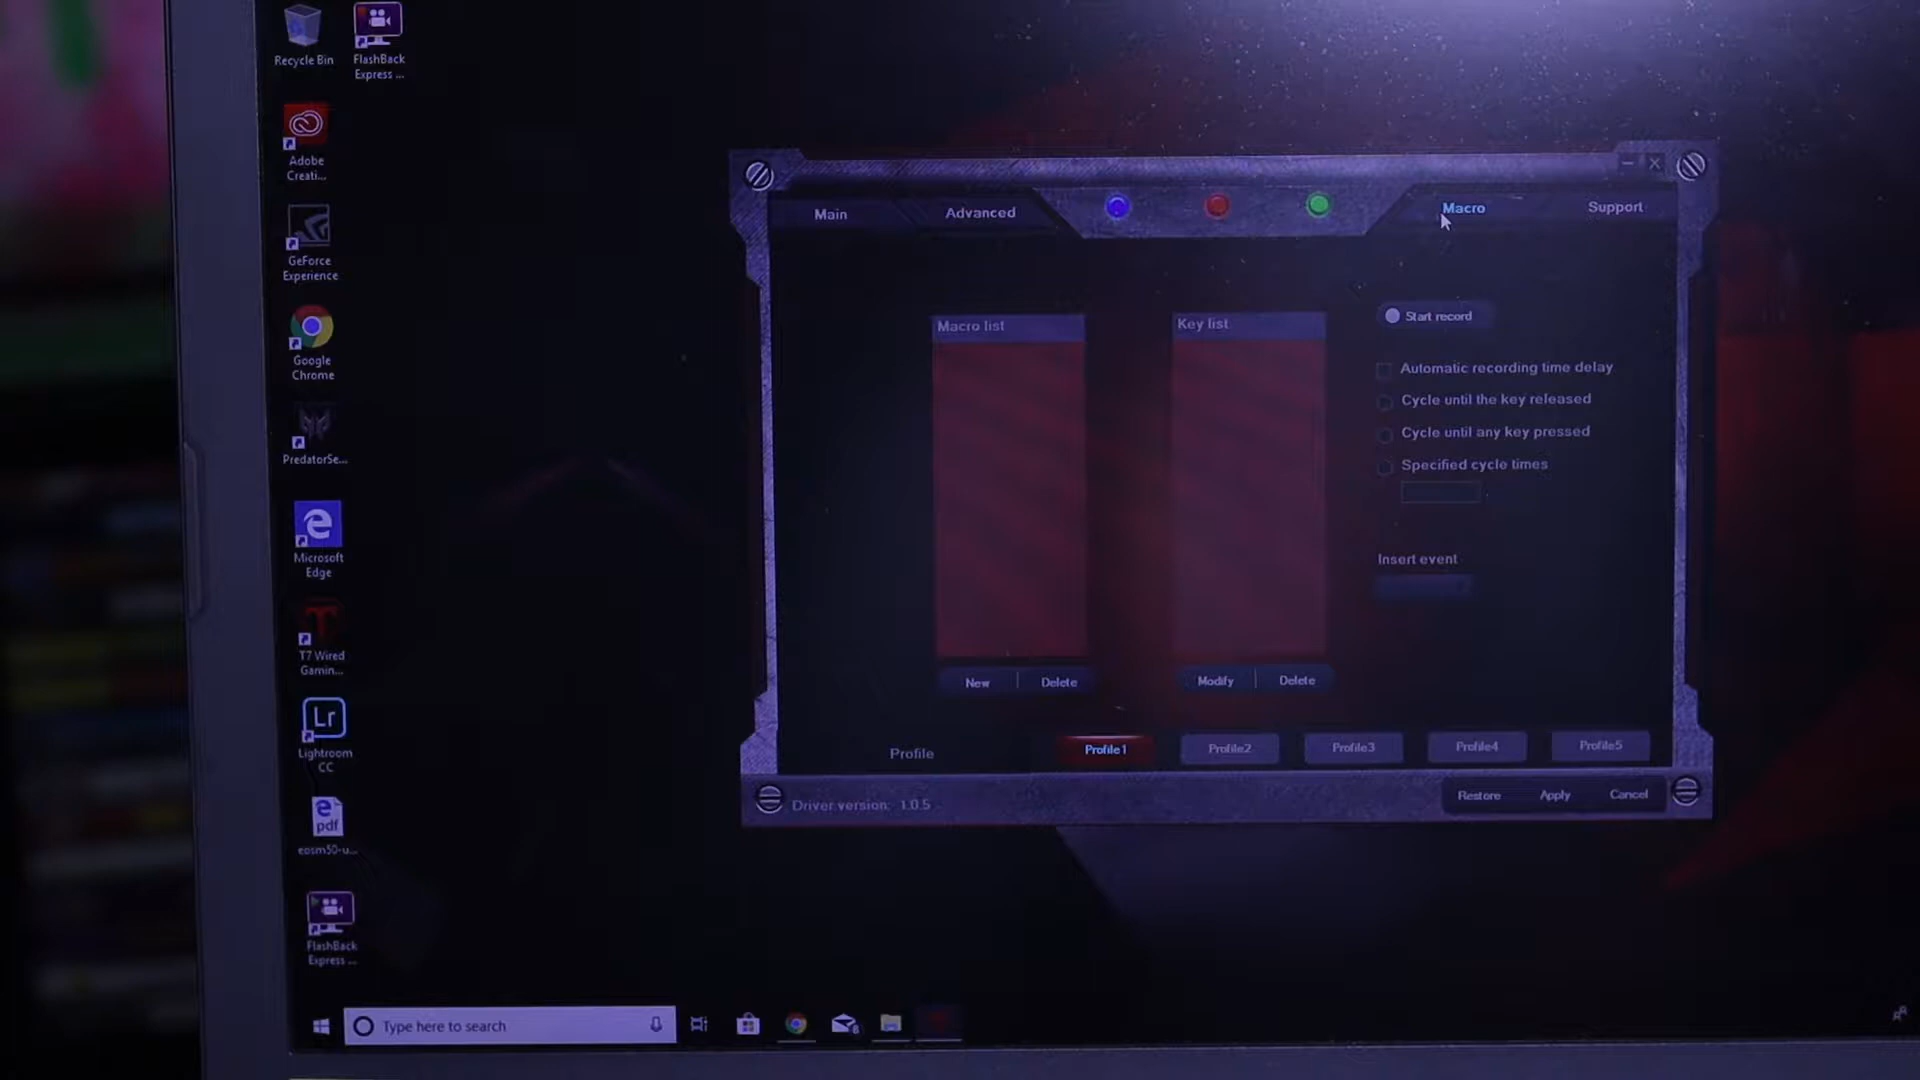 Recycle Bin
FlashBack
Express ...
Adobe
Creati...
GeForce
Experience
Google
Chrome
PredatorSe...
Microsoft
Edge
T7 Wired
Gamin...
Lr
Lightroom
CC
pdf
eosm50-u...
FlashBack
Express ...
Main
Advanced
Macro
Support
Macro list
Key list
Start record
Automatic recording time delay
Cycle until the key released
Cycle until any key pressed
Specified cycle times
Insert event
New
Delete
Modify
Delete
Profile
Profile1
Profile2
Profile3
Profile4
Profile5
Driver version: 1.0.5
Restore
Apply
Cancel
Type here to search